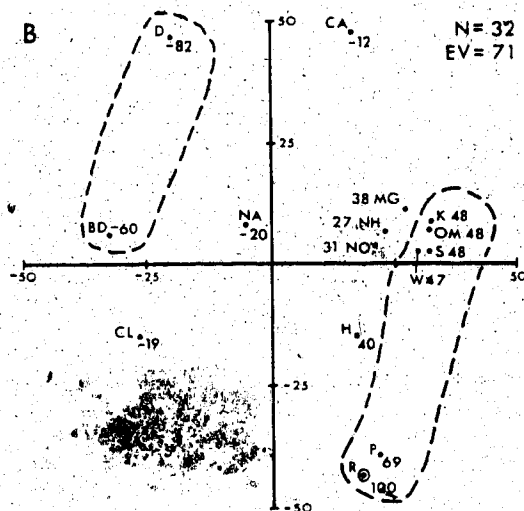 B
50
N = 32
EV = 71
D
-82
CA
-12
25
38 MG
K 48
27 NH
OM 48
NA
-20
31 NO
S 48
BD -60
-50
-25
W 47
50
CL
-19
H
40
-25
P
69
R
100
-50